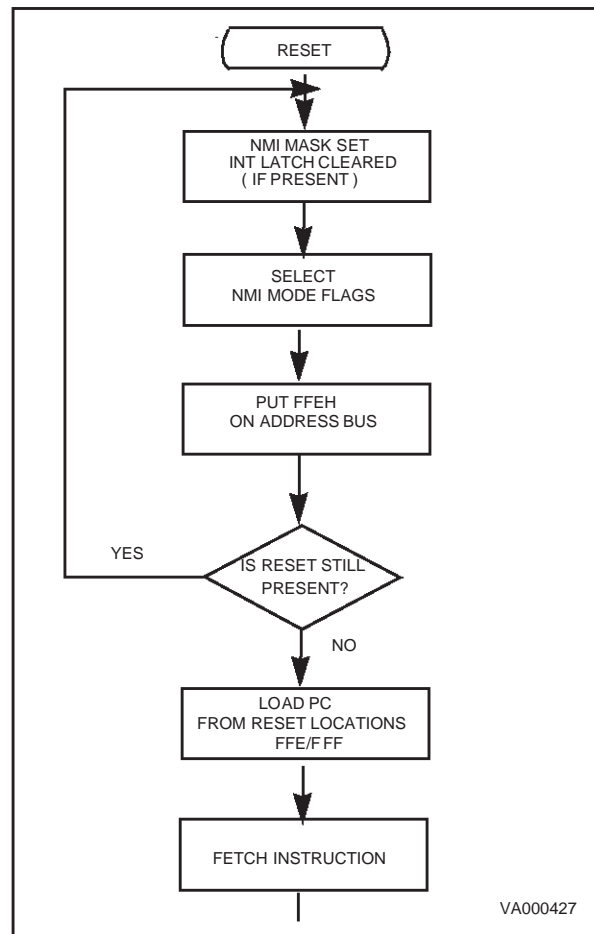 RESET
NMI MASK SET
INT LATCH CLEARED
( IF PRESENT )
SELECT
NMI MODE FLAGS
PUT FFEH
ON ADDRESS BUS
YES
IS RESET STILL
PRESENT?
NO
LOAD PC
FROM RESET LOCATIONS
FFE/FFF
FETCH INSTRUCTION
VA000427